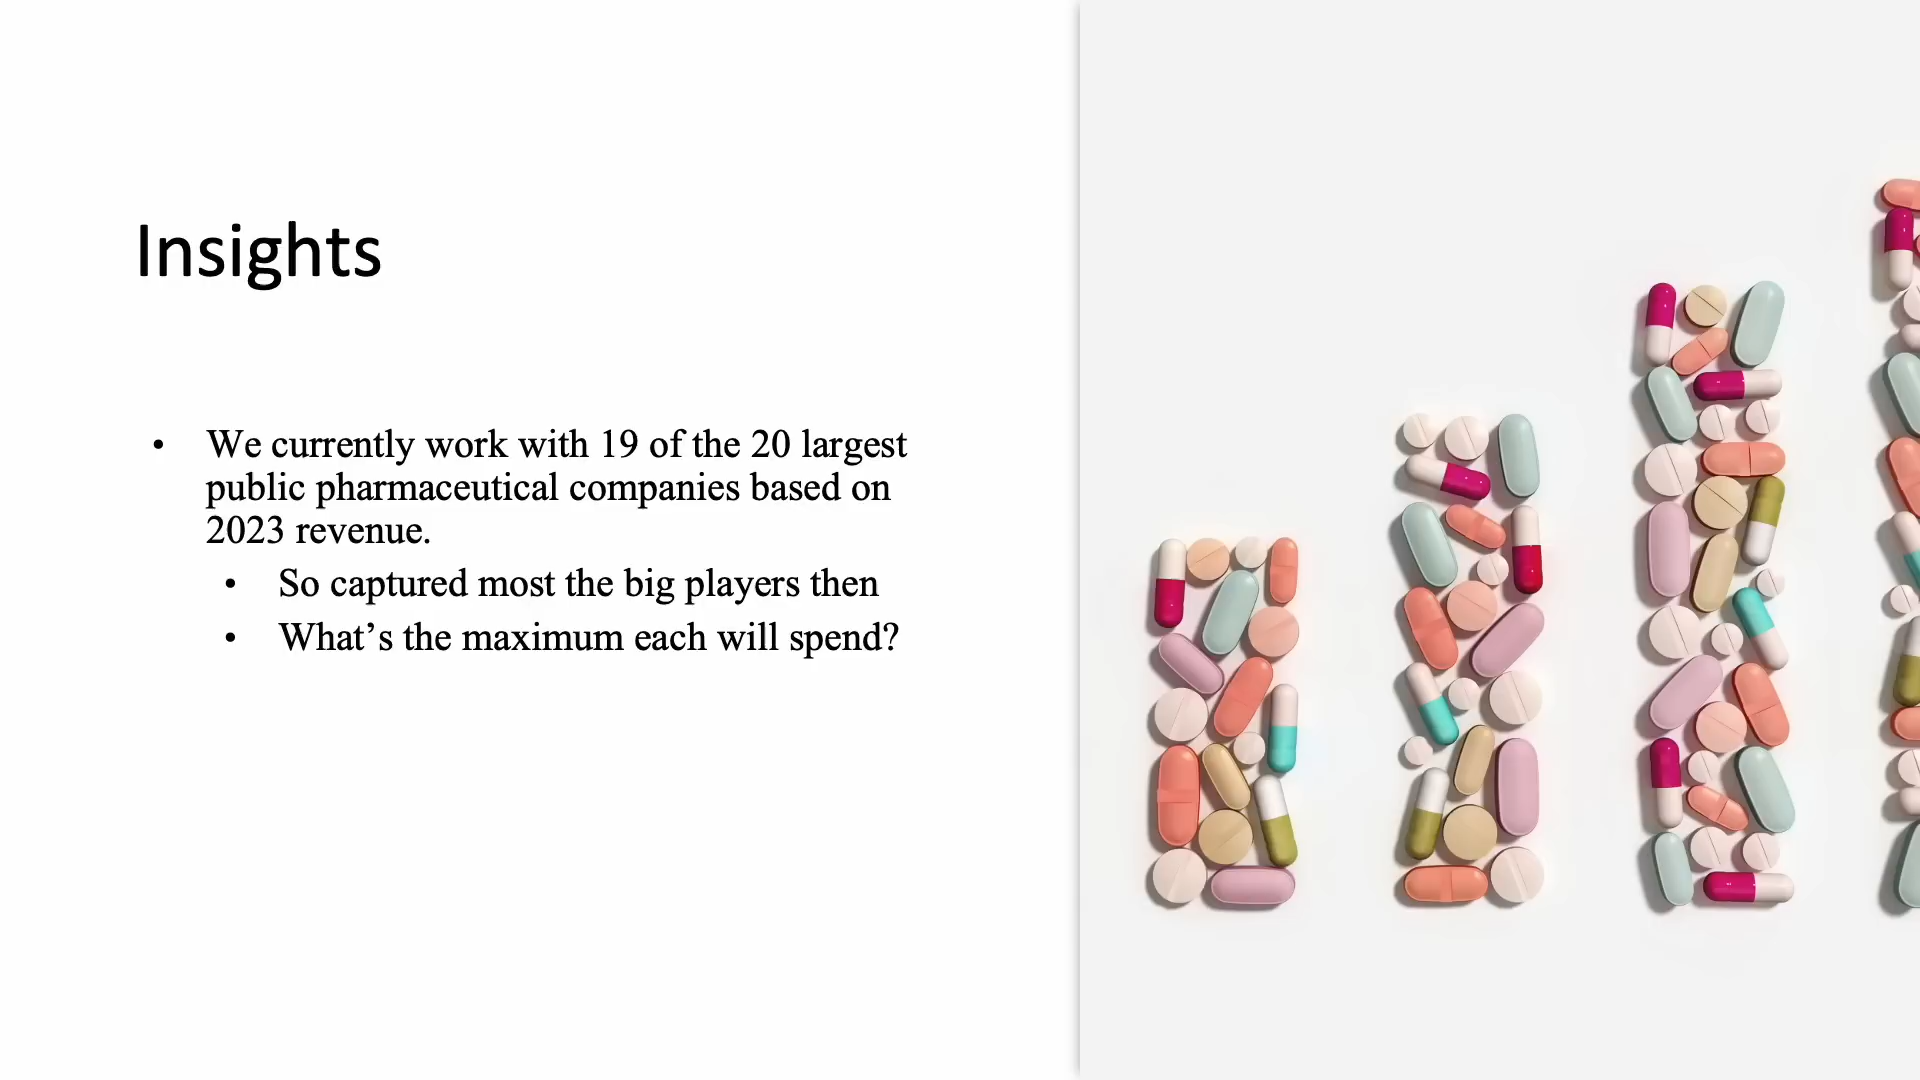 Insights
• We currently work with 19 of the 20 largest
public pharmaceutical companies based on
2023 revenue.
• So captured most the big players then
• What’s the maximum each will spend?